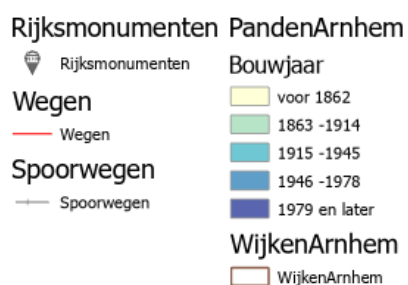 Rijksmonumenten
Rijksmonumenten
Wegen
Wegen
Spoorwegen
Spoorwegen
PandenArnhem
Bouwjaar
voor 1862
1863 -1914
1915 -1945
1946 -1978
1979 en later
WijkenArnhem
WijkenArnhem